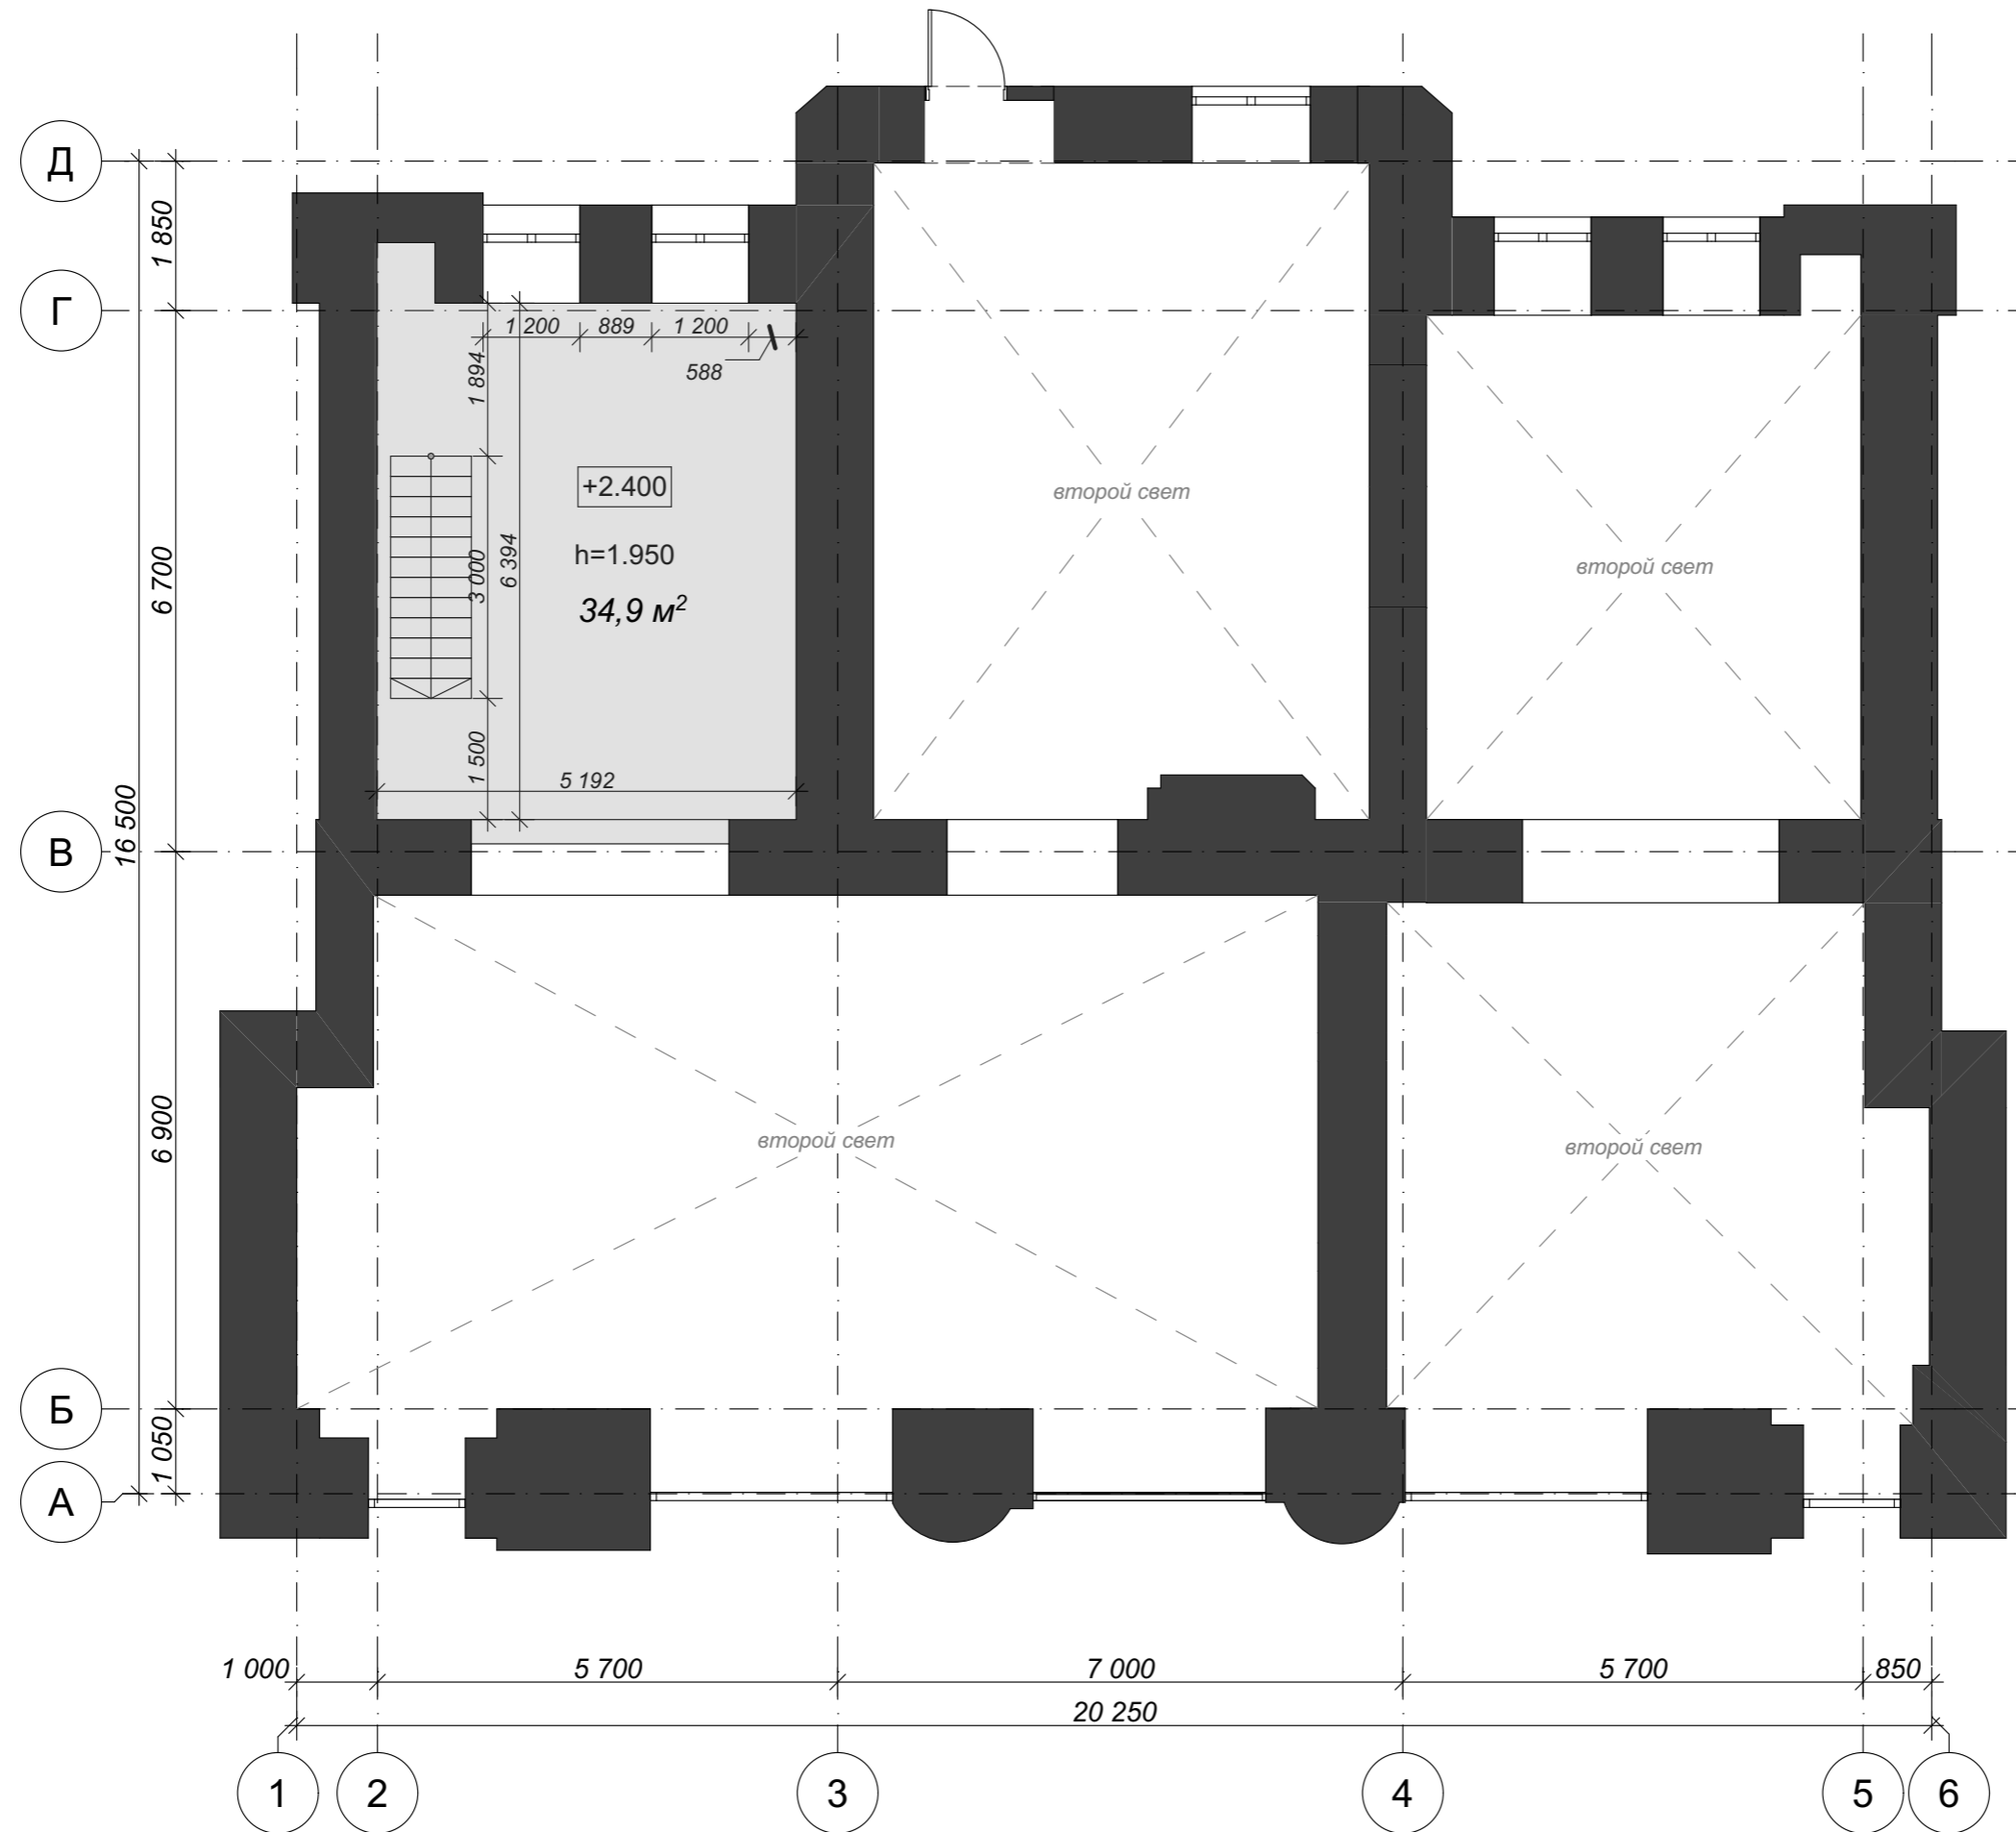 Д
1 850
Г
1 200
889
1 200
588
1 894
+2.400
второй свет
h=1.950
3 000
6 394
второй свет
6 700
34,9 м²
1 500
5 192
16 500
В
6 900
второй свет
второй свет
Б
1 050
А
1 000
5 700
7 000
5 700
850
20 250
1
2
3
4
5
6